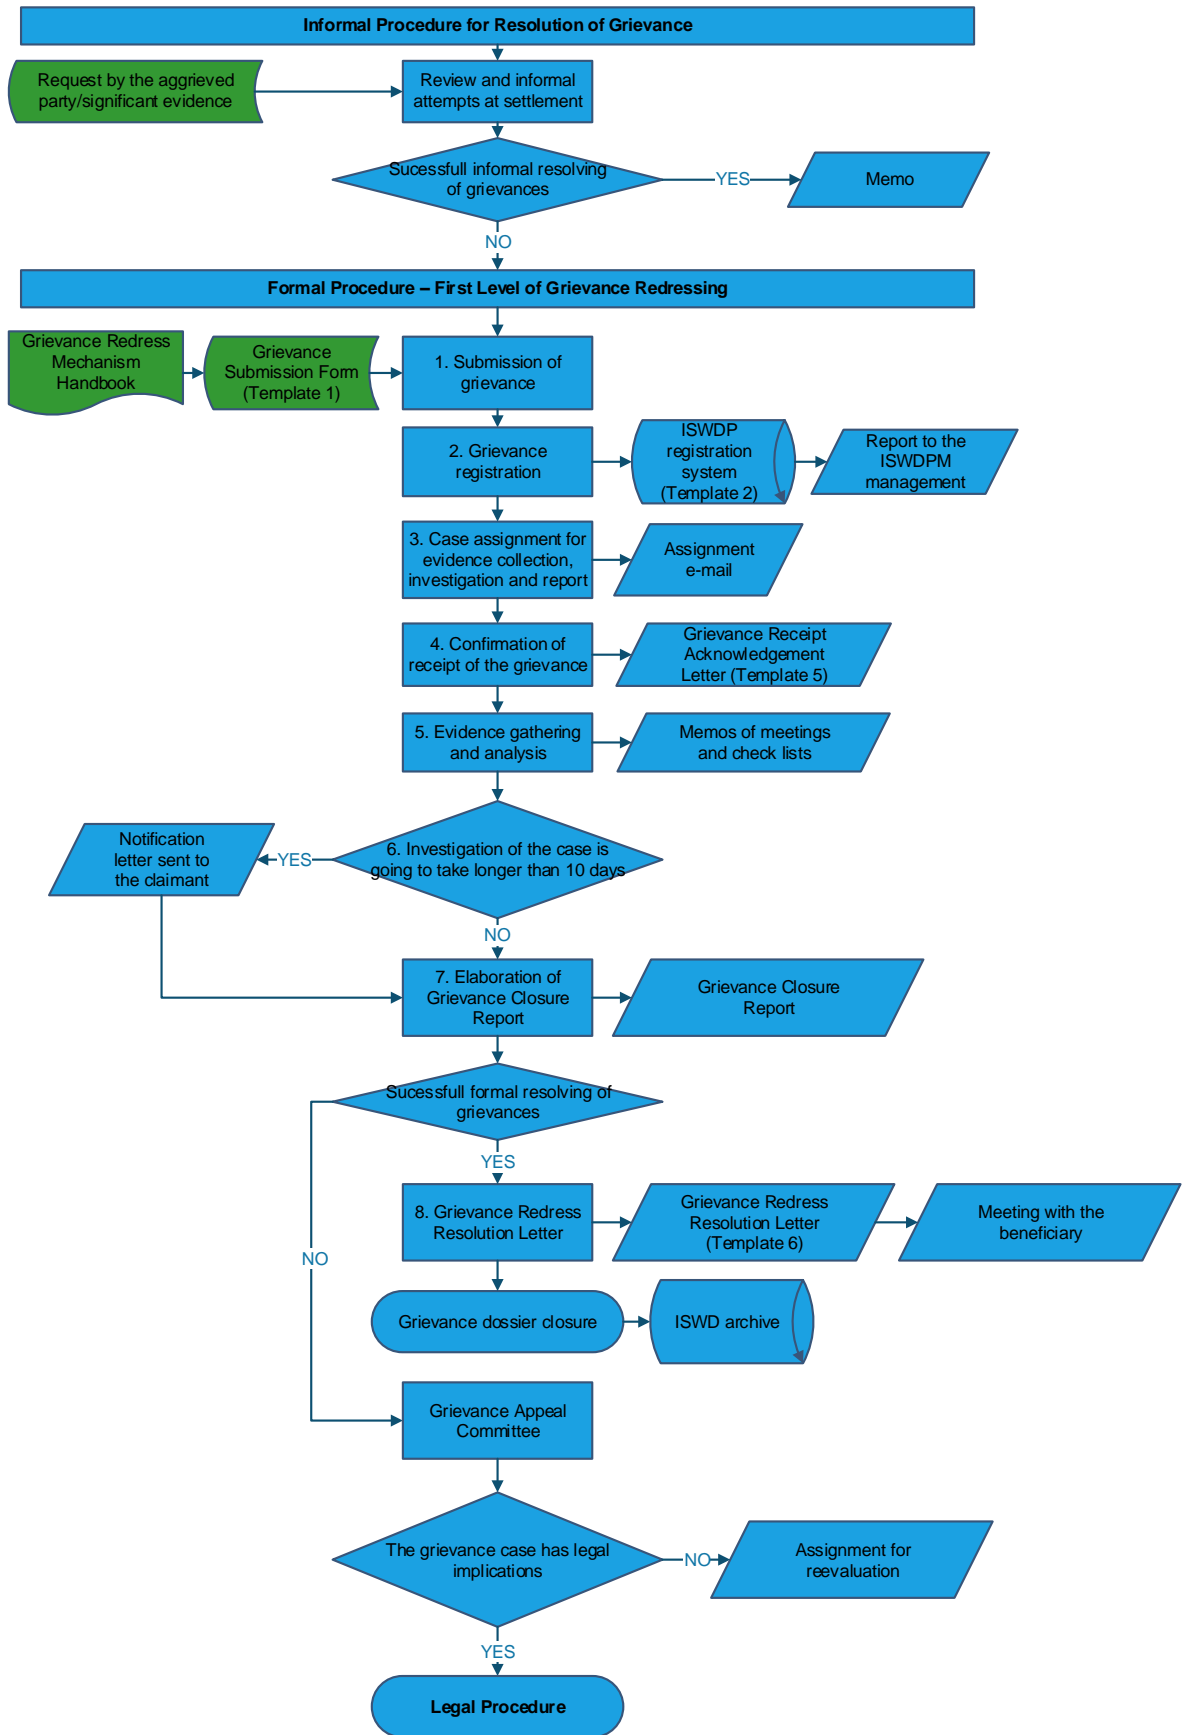 Informal Procedure for Resolution of Grievance
Request by the aggrieved
party/significant evidence
Review and informal
attempts at settlement
Sucessfull informal resolving
of grievances
YES
Memo
NO
Formal Procedure – First Level of Grievance Redressing
Grievance Redress
Mechanism
Handbook
Grievance
Submission Form
(Template 1)
1. Submission of
grievance
2. Grievance
registration
ISWDP
registration
system
(Template 2)
Report to the
ISWDPM
management
3. Case assignment for
evidence collection,
investigation and report
Assignment
e-mail
4. Confirmation of
receipt of the grievance
Grievance Receipt
Acknowledgement
Letter (Template 5)
5. Evidence gathering
and analysis
Memos of meetings
and check lists
Notification
letter sent to
the claimant
YES
6. Investigation of the case is
going to take longer than 10 days
NO
7. Elaboration of
Grievance Closure
Report
Grievance Closure
Report
Sucessfull formal resolving of
grievances
YES
8. Grievance Redress
Resolution Letter
Grievance Redress
Resolution Letter
(Template 6)
Meeting with the
beneficiary
NO
Grievance dossier closure
ISWD archive
Grievance Appeal
Committee
The grievance case has legal
implications
NO
Assignment for
reevaluation
YES
Legal Procedure